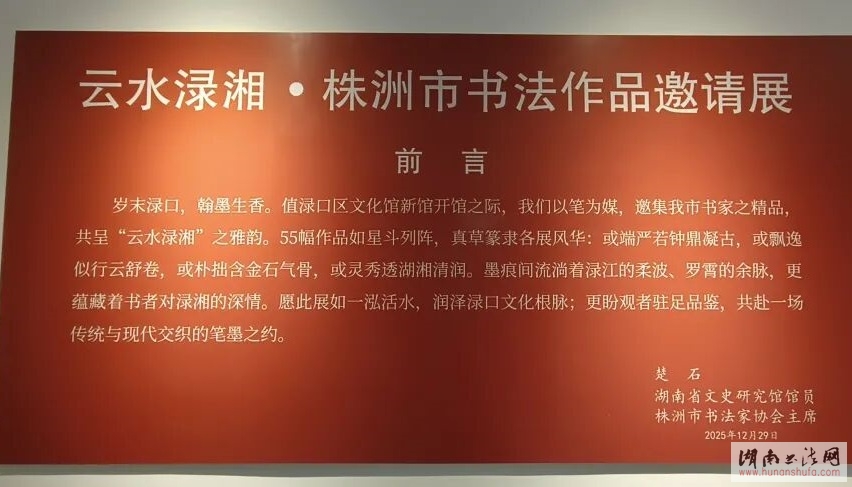 云水渌湘·株洲市书法作品邀请展
前 言
岁末渌口，翰墨生香。值渌口区文化馆新馆开馆之际，我们以笔为媒，邀集我市书家之精品，
共呈“云水渌湘”之雅韵。55幅作品如星斗列阵，真草篆隶各展风华：或端严若钟鼎凝古，或飘逸
似行云舒卷，或朴拙含金石气骨，或灵秀透湖湘清润。墨痕间流淌着渌江的柔波、罗霄的余脉，更
蕴藏着书者对渌湘的深情。愿此展如一泓活水，润泽渌口文化根脉；更盼观者驻足品鉴，共赴一场
传统与现代交织的笔墨之约。
楚 石
湖南省文史研究馆馆员
株洲市书法家协会主席
2025年12月29日
湖南书法网
www.hunanshufa.com